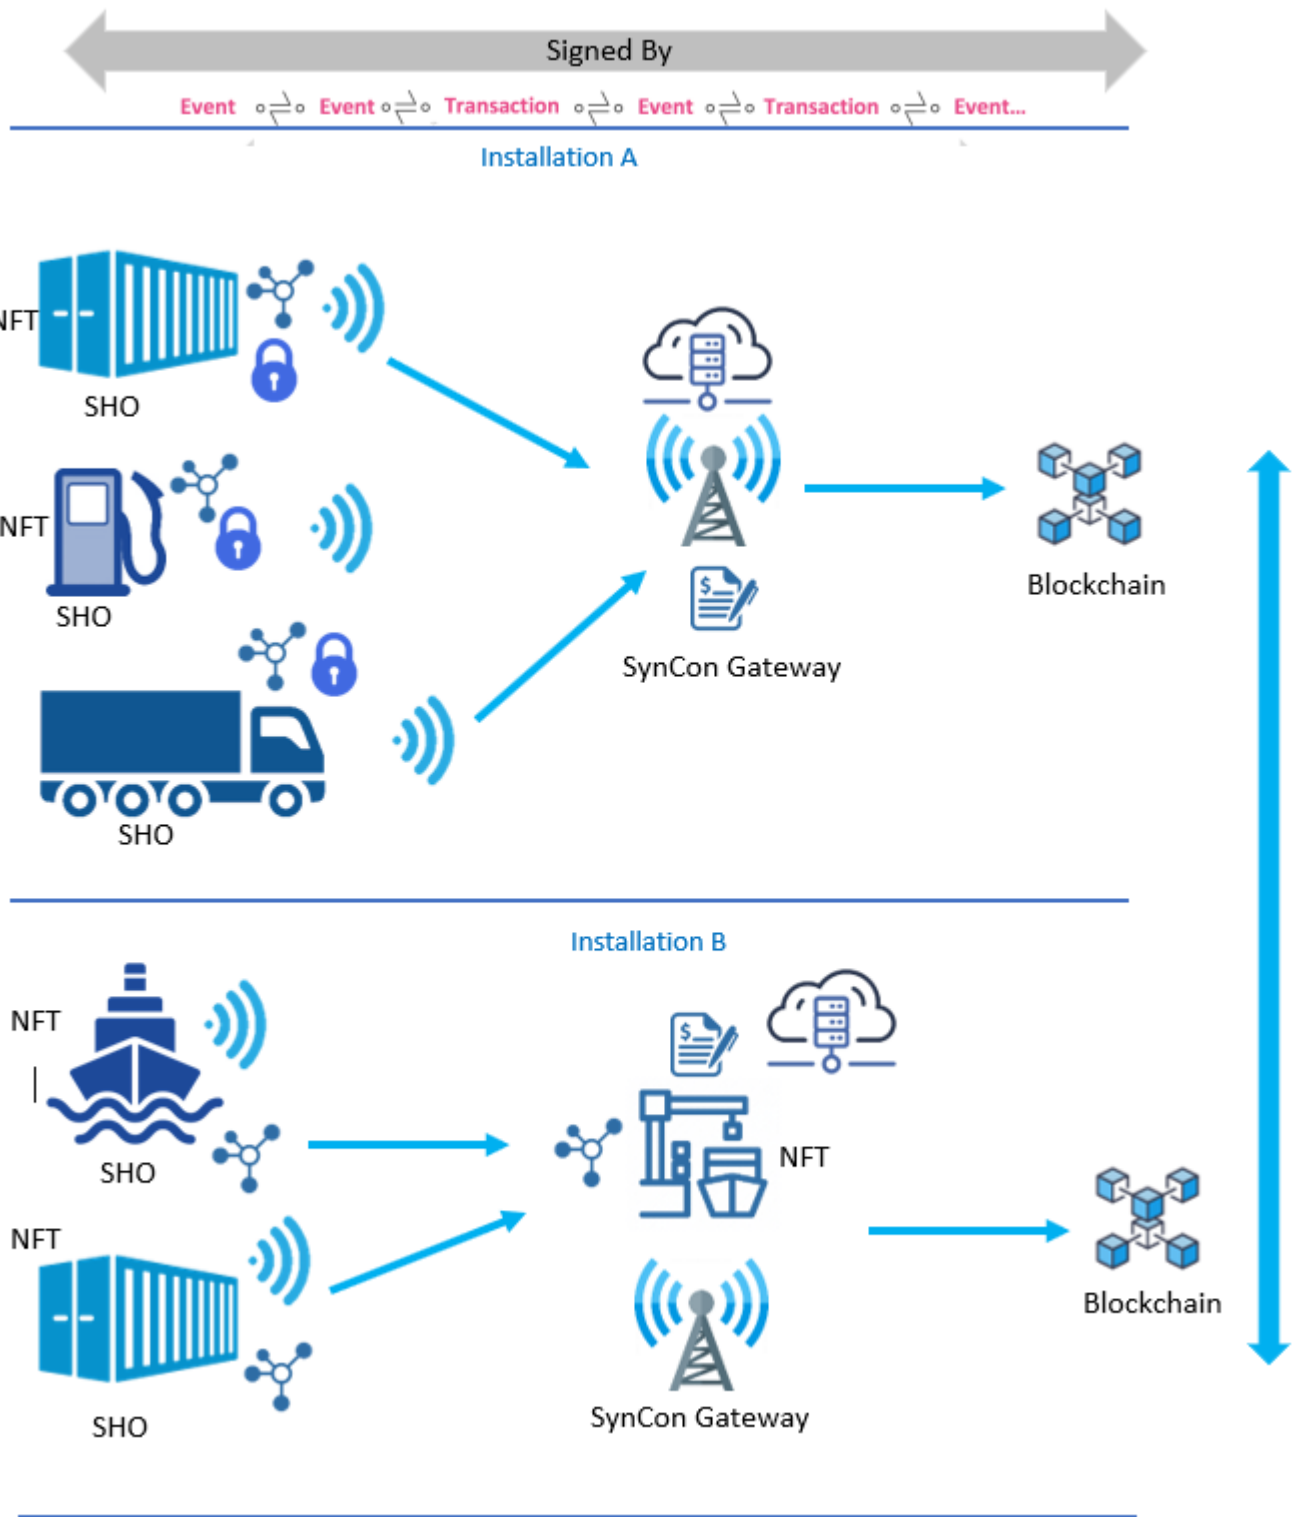 Signed By
Event Event Transaction Event Transaction Event...
Installation A
NFT
SHO
NFT
SHO
SHO
SynCon Gateway
Blockchain
Installation B
NFT
SHO
NFT
NFT
SHO
SynCon Gateway
Blockchain